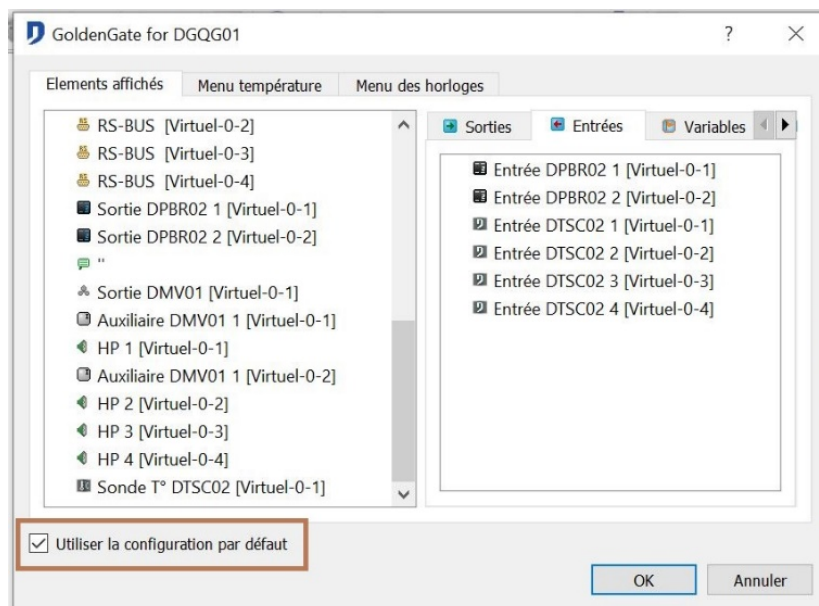 GoldenGate for DGQG01
Elements affichés
Menu température
Menu des horloges
RS-BUS [Virtuel-0-2]
RS-BUS [Virtuel-0-3]
RS-BUS [Virtuel-0-4]
Sortie DPBR02 1 [Virtuel-0-1]
Sortie DPBR02 2 [Virtuel-0-2]
''
Sortie DMV01 [Virtuel-0-1]
Auxiliaire DMV01 1 [Virtuel-0-1]
HP 1 [Virtuel-0-1]
Auxiliaire DMV01 1 [Virtuel-0-2]
HP 2 [Virtuel-0-2]
HP 3 [Virtuel-0-3]
HP 4 [Virtuel-0-4]
Sonde T° DTSC02 [Virtuel-0-1]
Sorties
Entrées
Variables
Entrée DPBR02 1 [Virtuel-0-1]
Entrée DPBR02 2 [Virtuel-0-2]
Entrée DTSC02 1 [Virtuel-0-1]
Entrée DTSC02 2 [Virtuel-0-2]
Entrée DTSC02 3 [Virtuel-0-3]
Entrée DTSC02 4 [Virtuel-0-4]
Utiliser la configuration par défaut
OK
Annuler